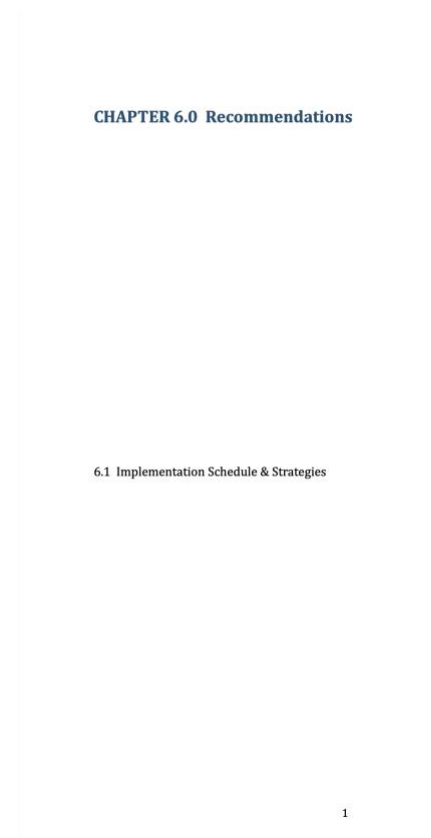 CHAPTER 6.0 Recommendations
6.1 Implementation Schedule & Strategies
1